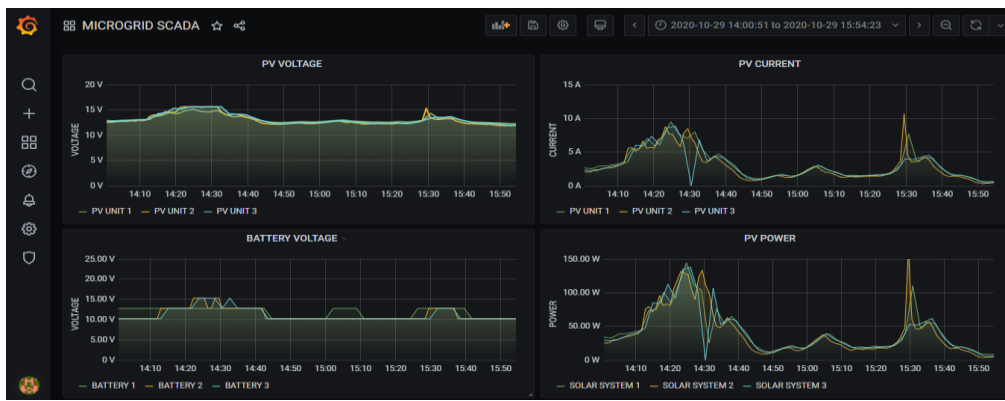 MICROGRID SCADA
2020-10-29 14:00:51 to 2020-10-29 15:54:23
PV VOLTAGE
VOLTAGE
20 V
15 V
10 V
5 V
0 V
14:10 14:20 14:30 14:40 14:50 15:00 15:10 15:20 15:30 15:40 15:50
PV UNIT 1 PV UNIT 2 PV UNIT 3
PV CURRENT
CURRENT
15 A
10 A
5 A
0 A
14:10 14:20 14:30 14:40 14:50 15:00 15:10 15:20 15:30 15:40 15:50
PV UNIT 1 PV UNIT 2 PV UNIT 3
BATTERY VOLTAGE
VOLTAGE
25.00 V
20.00 V
15.00 V
10.00 V
5.00 V
0 V
14:10 14:20 14:30 14:40 14:50 15:00 15:10 15:20 15:30 15:40 15:50
BATTERY 1 BATTERY 2 BATTERY 3
PV POWER
POWER
150.00 W
100.00 W
50.00 W
0 W
14:10 14:20 14:30 14:40 14:50 15:00 15:10 15:20 15:30 15:40 15:50
SOLAR SYSTEM 1 SOLAR SYSTEM 2 SOLAR SYSTEM 3